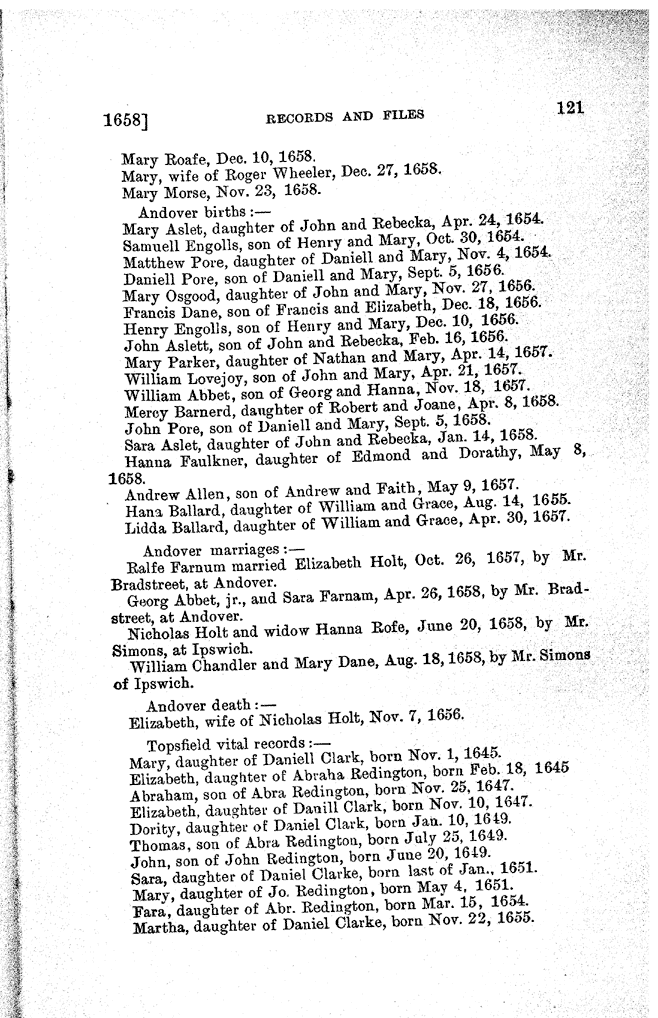 1658] RECORDS AND FILES 121
Mary Roafe, Dec. 10, 1658.
Mary, wife of Roger Wheeler, Dec. 27, 1658.
Mary Morse, Nov. 23, 1658.
Andover births:—
Mary Aslet, daughter of John and Rebecka, Apr. 24, 1654.
Samuell Engolls, son of Henry and Mary, Oct. 30, 1654.
Matthew Pore, daughter of Daniell and Mary, Nov. 4, 1654.
Daniell Pore, son of Daniell and Mary, Sept. 5, 1656.
Mary Osgood, daughter of John and Mary, Nov. 27, 1656.
Francis Dane, son of Francis and Elizabeth, Dec. 18, 1656.
Henry Engolls, son of Henry and Mary, Dec. 10, 1656.
John Aslett, son of John and Rebecka, Feb. 16, 1656.
Mary Parker, daughter of Nathan and Mary, Apr. 14, 1657.
William Lovejoy, son of John and Mary, Apr. 21, 1657.
William Abbet, son of Georg and Hanna, Nov. 18, 1657.
Mercy Barnerd, daughter of Robert and Joane, Apr. 8, 1658.
John Pore, son of Daniell and Mary, Sept. 5, 1658.
Sara Aslet, daughter of John and Rebecka, Jan. 14, 1658.
Hanna Faulkner, daughter of Edmond and Dorathy, May 8,
1658.
Andrew Allen, son of Andrew and Faith, May 9, 1657.
Hana Ballard, daughter of William and Grace, Aug. 14, 1655.
Lidda Ballard, daughter of William and Grace, Apr. 30, 1657.
Andover marriages:—
Ralfe Farnum married Elizabeth Holt, Oct. 26, 1657, by Mr.
Bradstreet, at Andover.
Georg Abbet, jr., and Sara Farnam, Apr. 26, 1658, by Mr. Brad-
street, at Andover.
Nicholas Holt and widow Hanna Rofe, June 20, 1658, by Mr.
Simons, at Ipswich.
William Chandler and Mary Dane, Aug. 18, 1658, by Mr. Simons
of Ipswich.
Andover death:—
Elizabeth, wife of Nicholas Holt, Nov. 7, 1656.
Topsfield vital records:—
Mary, daughter of Daniell Clark, born Nov. 1, 1645.
Elizabeth, daughter of Abraha Redington, born Feb. 18, 1645
Abraham, son of Abra Redington, born Nov. 25, 1647.
Elizabeth, daughter of Danill Clark, born Nov. 10, 1647.
Dority, daughter of Daniel Clark, born Jan. 10, 1649.
Thomas, son of Abra Redington, born July 25, 1649.
John, son of John Redington, born June 20, 1649.
Sara, daughter of Daniel Clarke, born last of Jan., 1651.
Mary, daughter of Jo. Redington, born May 4, 1651.
Fara, daughter of Abr. Redington, born Mar. 15, 1654.
Martha, daughter of Daniel Clarke, born Nov. 22, 1655.